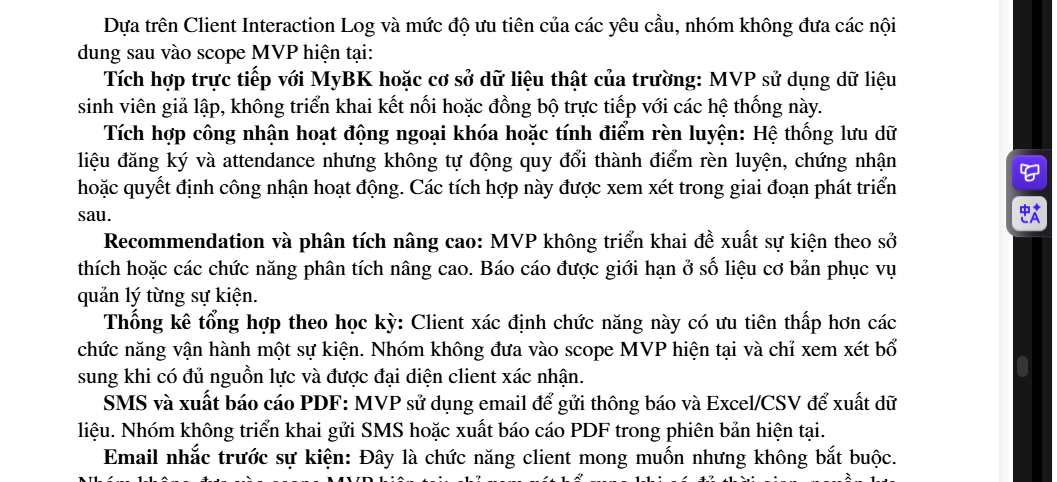 Dựa trên Client Interaction Log và mức độ ưu tiên của các yêu cầu, nhóm không đưa các nội
dung sau vào scope MVP hiện tại:
Tích hợp trực tiếp với MyBK hoặc cơ sở dữ liệu thật của trường: MVP sử dụng dữ liệu
sinh viên giả lập, không triển khai kết nối hoặc đồng bộ trực tiếp với các hệ thống này.
Tích hợp công nhận hoạt động ngoại khóa hoặc tính điểm rèn luyện: Hệ thống lưu dữ
liệu đăng ký và attendance nhưng không tự động quy đổi thành điểm rèn luyện, chứng nhận
hoặc quyết định công nhận hoạt động. Các tích hợp này được xem xét trong giai đoạn phát triển
sau.
Recommendation và phân tích nâng cao: MVP không triển khai đề xuất sự kiện theo sở
thích hoặc các chức năng phân tích nâng cao. Báo cáo được giới hạn ở số liệu cơ bản phục vụ
quản lý từng sự kiện.
Thống kê tổng hợp theo học kỳ: Client xác định chức năng này có ưu tiên thấp hơn các
chức năng vận hành một sự kiện. Nhóm không đưa vào scope MVP hiện tại và chỉ xem xét bổ
sung khi có đủ nguồn lực và được đại diện client xác nhận.
SMS và xuất báo cáo PDF: MVP sử dụng email để gửi thông báo và Excel/CSV để xuất dữ
liệu. Nhóm không triển khai gửi SMS hoặc xuất báo cáo PDF trong phiên bản hiện tại.
Email nhắc trước sự kiện: Đây là chức năng client mong muốn nhưng không bắt buộc.